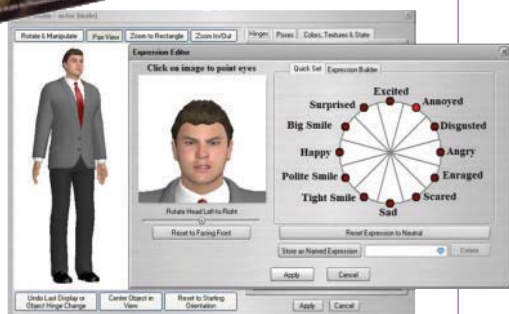 actor (male)
Rotate & Manipulate Pan View Zoom to Rectangle Zoom In/Out Hinges Poses Colors, Textures & State
Expression Editor
Click on image to point eyes
Quick Set Expression Builder
Excited
Surprised Annoyed
Big Smile Disgusted
Happy Angry
Polite Smile Enraged
Tight Smile Scared
Sad
Rotate Head Left to Right
Reset to Facing Front
Reset Expression to Neutral
Store as Named Expression Delete
Apply Cancel
Undo Last Display or
Object Hinge Change
Center Object in
View
Reset to Starting
Orientation
Apply Cancel